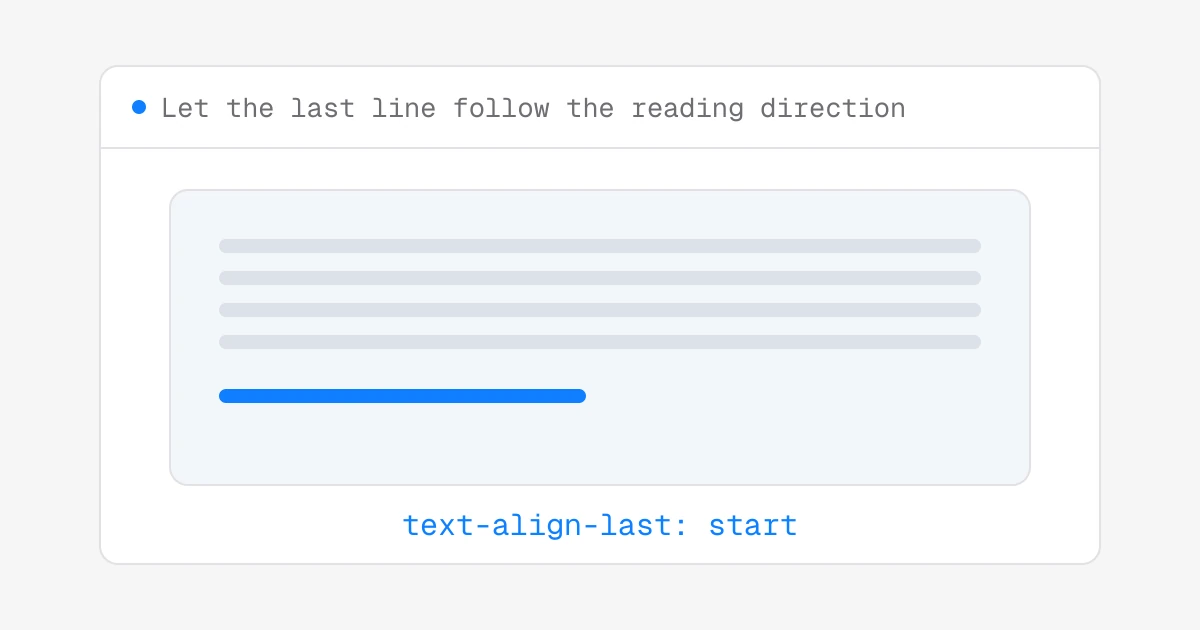 Let the last line follow the reading direction
text-align-last: start